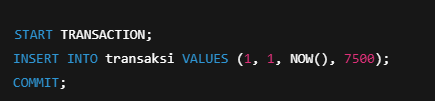 START TRANSACTION;
INSERT INTO transaksi VALUES (1, 1, NOW(), 7500);
COMMIT;